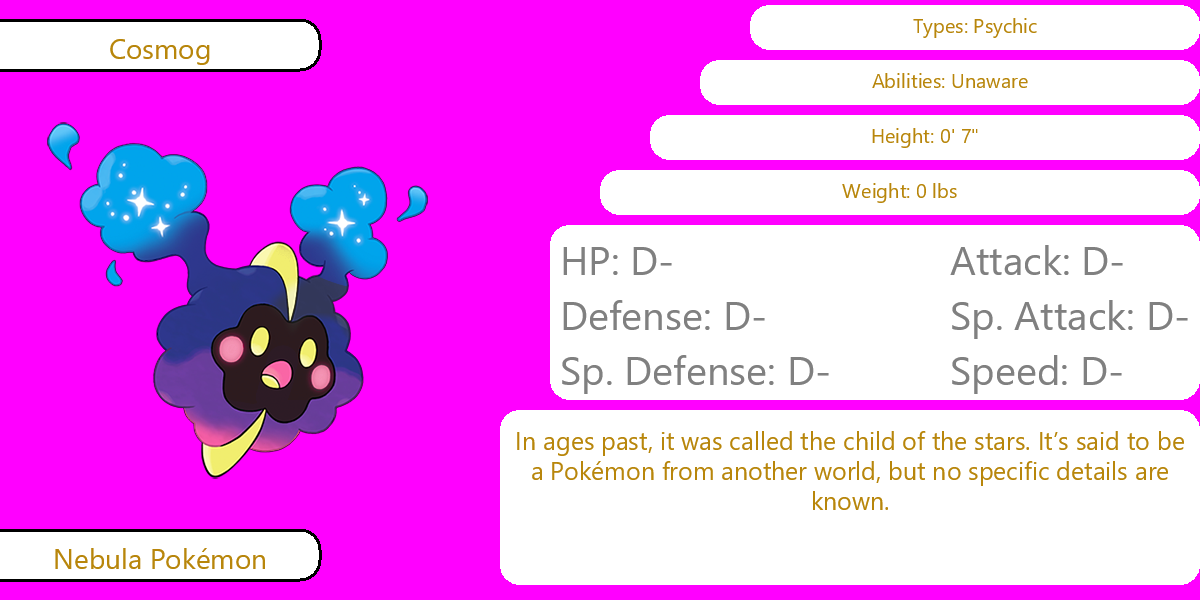 Cosmog
Types: Psychic
Abilities: Unaware
Height: 0' 7"
Weight: 0 lbs
HP: D-
Attack: D-
Defense: D-
Sp. Attack: D-
Sp. Defense: D-
Speed: D-
In ages past, it was called the child of the stars. It’s said to be
a Pokémon from another world, but no specific details are
known.
Nebula Pokémon